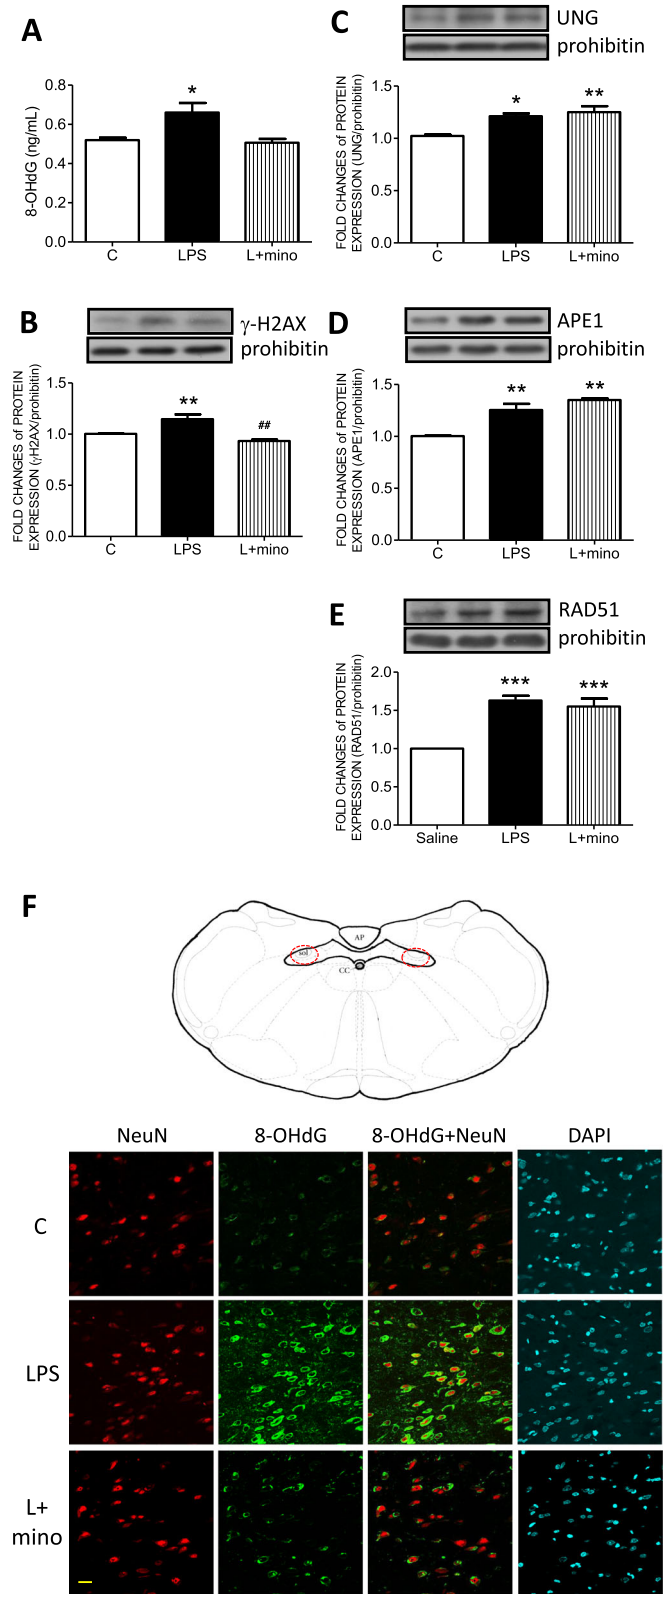 A
8-OHdG (ng/mL)
0.8
0.6
0.4
0.2
0.0
*
C
LPS
L+mino
B
γ-H2AX
prohibitin
FOLD CHANGES of PROTEIN
EXPRESSION (γH2AX/prohibitin)
1.5
1.0
0.5
0.0
**
##
C
LPS
L+mino
C
UNG
prohibitin
FOLD CHANGES of PROTEIN
EXPRESSION (UNG/prohibitin)
1.5
1.0
0.5
0.0
*
**
C
LPS
L+mino
D
APE1
prohibitin
FOLD CHANGES of PROTEIN
EXPRESSION (APE1/prohibitin)
1.5
1.0
0.5
0.0
**
**
C
LPS
L+mino
E
RAD51
prohibitin
FOLD CHANGES of PROTEIN
EXPRESSION (RAD51/prohibitin)
2.0
1.5
1.0
0.5
0.0
***
***
Saline
LPS
L+mino
F
AP
sol
CC
NeuN
8-OHdG
8-OHdG+NeuN
DAPI
C
LPS
L+
mino